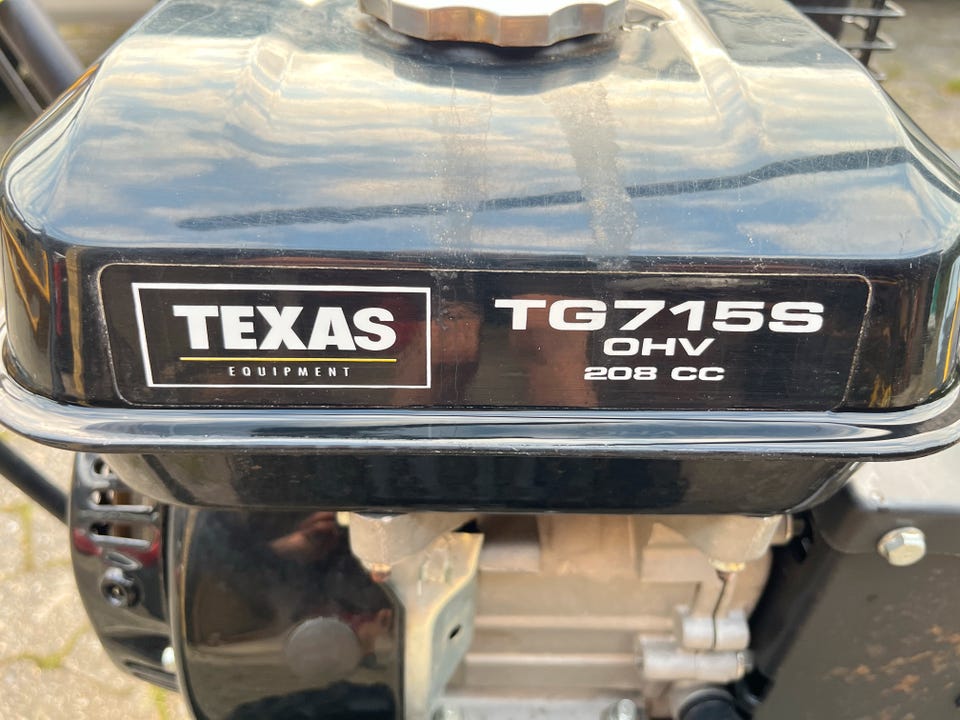 TEXAS
EQUIPMENT
TG715S
OHV
208 CC